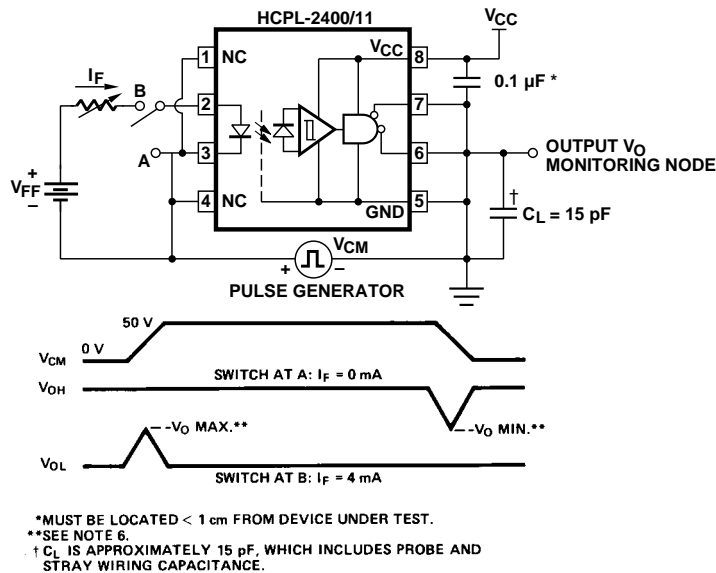 HCPL-2400/11
VCC
1 NC
VCC 8
IF
B
0.1 µF *
2
7
A
3
6
OUTPUT VO
MONITORING NODE
+
VFF
–
4 NC
GND 5
†
CL = 15 pF
VCM
+ –
PULSE GENERATOR
50 V
0 V
VCM
SWITCH AT A: IF = 0 mA
VOH
VO MAX.**
VO MIN.**
VOL
SWITCH AT B: IF = 4 mA
*MUST BE LOCATED < 1 cm FROM DEVICE UNDER TEST.
**SEE NOTE 6.
† CL IS APPROXIMATELY 15 pF, WHICH INCLUDES PROBE AND
STRAY WIRING CAPACITANCE.